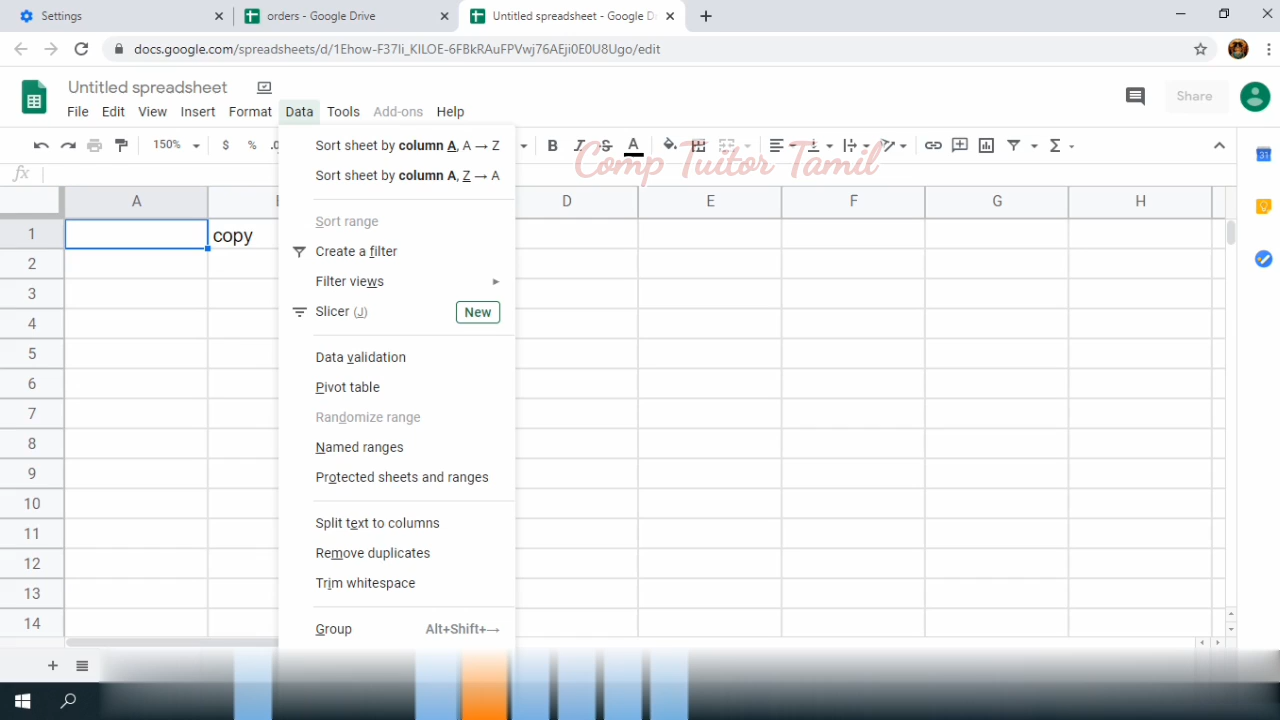 Settings
orders - Google Drive
Untitled spreadsheet - Google D
docs.google.com/spreadsheets/d/1Ehow-F37li_KILOE-6FBkRAuFPVwj76AEji0E0U8Ugo/edit
Untitled spreadsheet
File Edit View Insert Format Data Tools Add-ons Help
Share
150% $ % .0 B I S A Σ
Comp Tuitor Tamil
fx
A D E F G H
1 copy
2
3
4
5
6
7
8
9
10
11
12
13
14
Sort sheet by column A, A → Z
Sort sheet by column A, Z → A
Sort range
Create a filter
Filter views
Slicer (J) New
Data validation
Pivot table
Randomize range
Named ranges
Protected sheets and ranges
Split text to columns
Remove duplicates
Trim whitespace
Group Alt+Shift+→
31